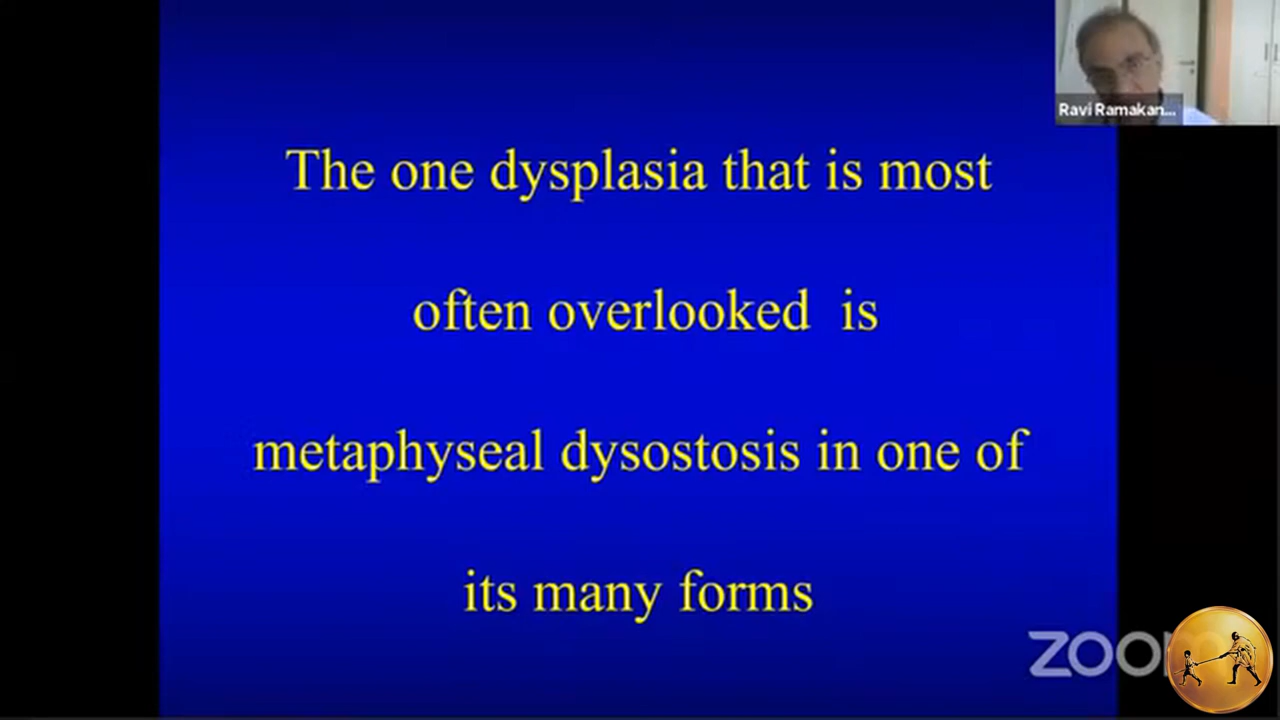 Ravi Ramakan...
The one dysplasia that is most
often overlooked is
metaphyseal dysostosis in one of
its many forms